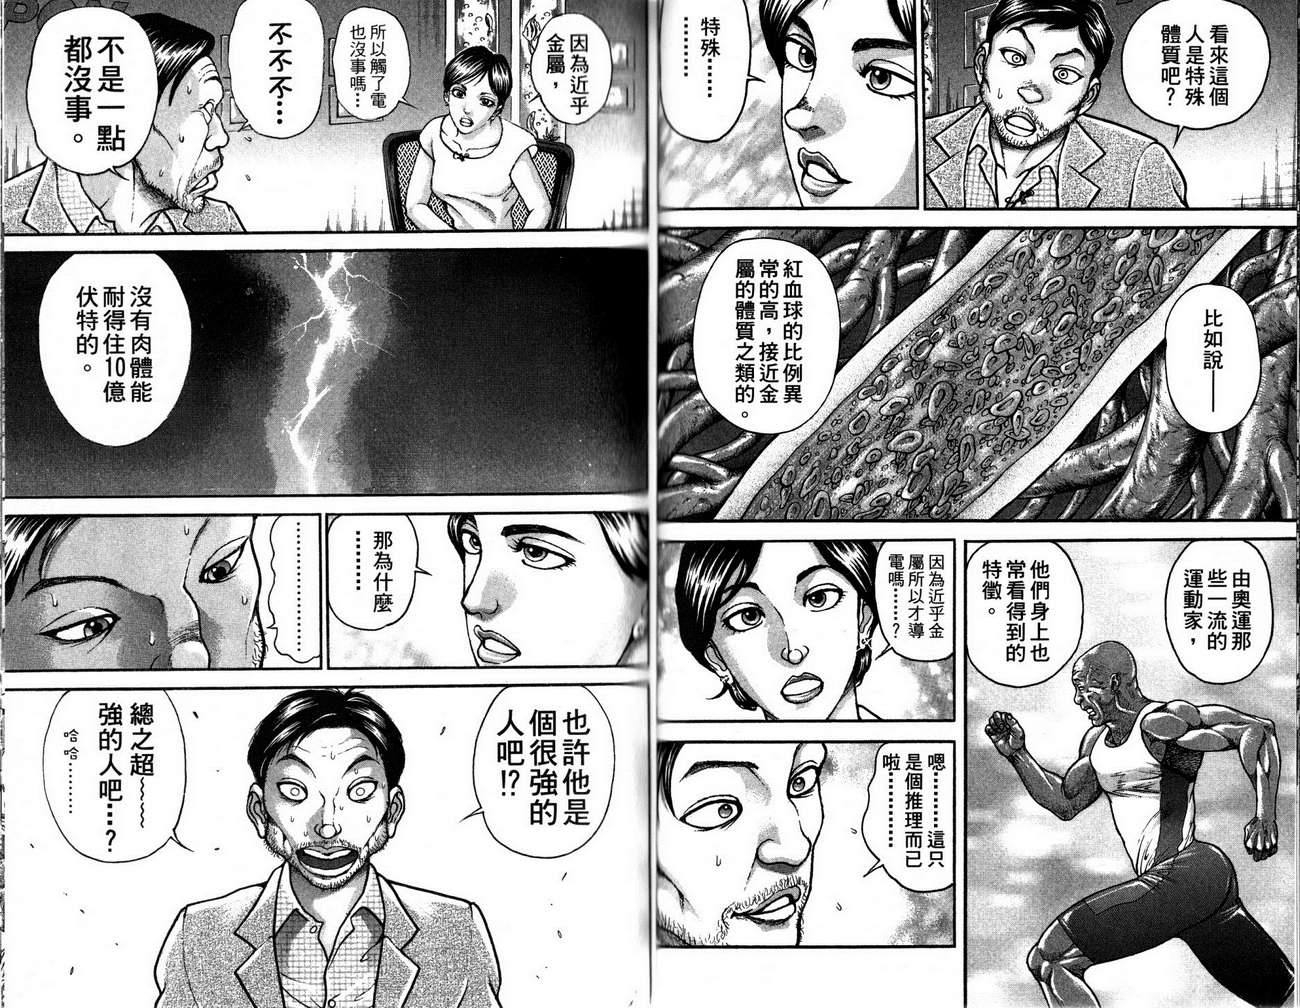 看來這個
人是特殊
體質吧？
特殊
………
比如說——
紅血球的比例異
常的高，接近金
屬的體質之類的。
由奧運那
些一流的
運動家，
他們身上也
常看得到的
特徵。
因為近乎金
屬所以才導
電嗎……？
嗯………這只
是個推理而已
啦………
因為近乎
金屬，
所以觸了電
也沒事嗎…
不不不…
不是一點
都沒事。
沒有肉體能
耐得住10億
伏特的。
那為什麼
………
………
也許他是
個很強的
人吧!?
總之超～～
強的人吧…？
哈哈………